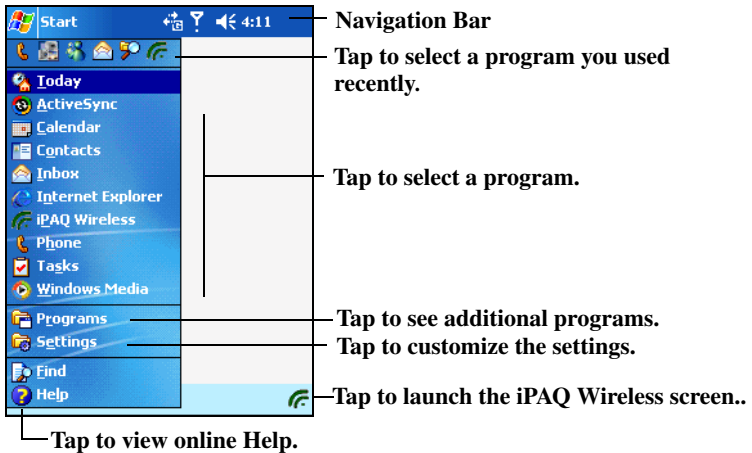 Start 4:11
Navigation Bar
Tap to select a program you used
recently.
Today
ActiveSync
Calendar
Contacts
Inbox
Internet Explorer
iPAQ Wireless
Phone
Tasks
Windows Media
Tap to select a program.
Programs
Settings
Tap to see additional programs.
Tap to customize the settings.
Find
Help
Tap to launch the iPAQ Wireless screen..
Tap to view online Help.